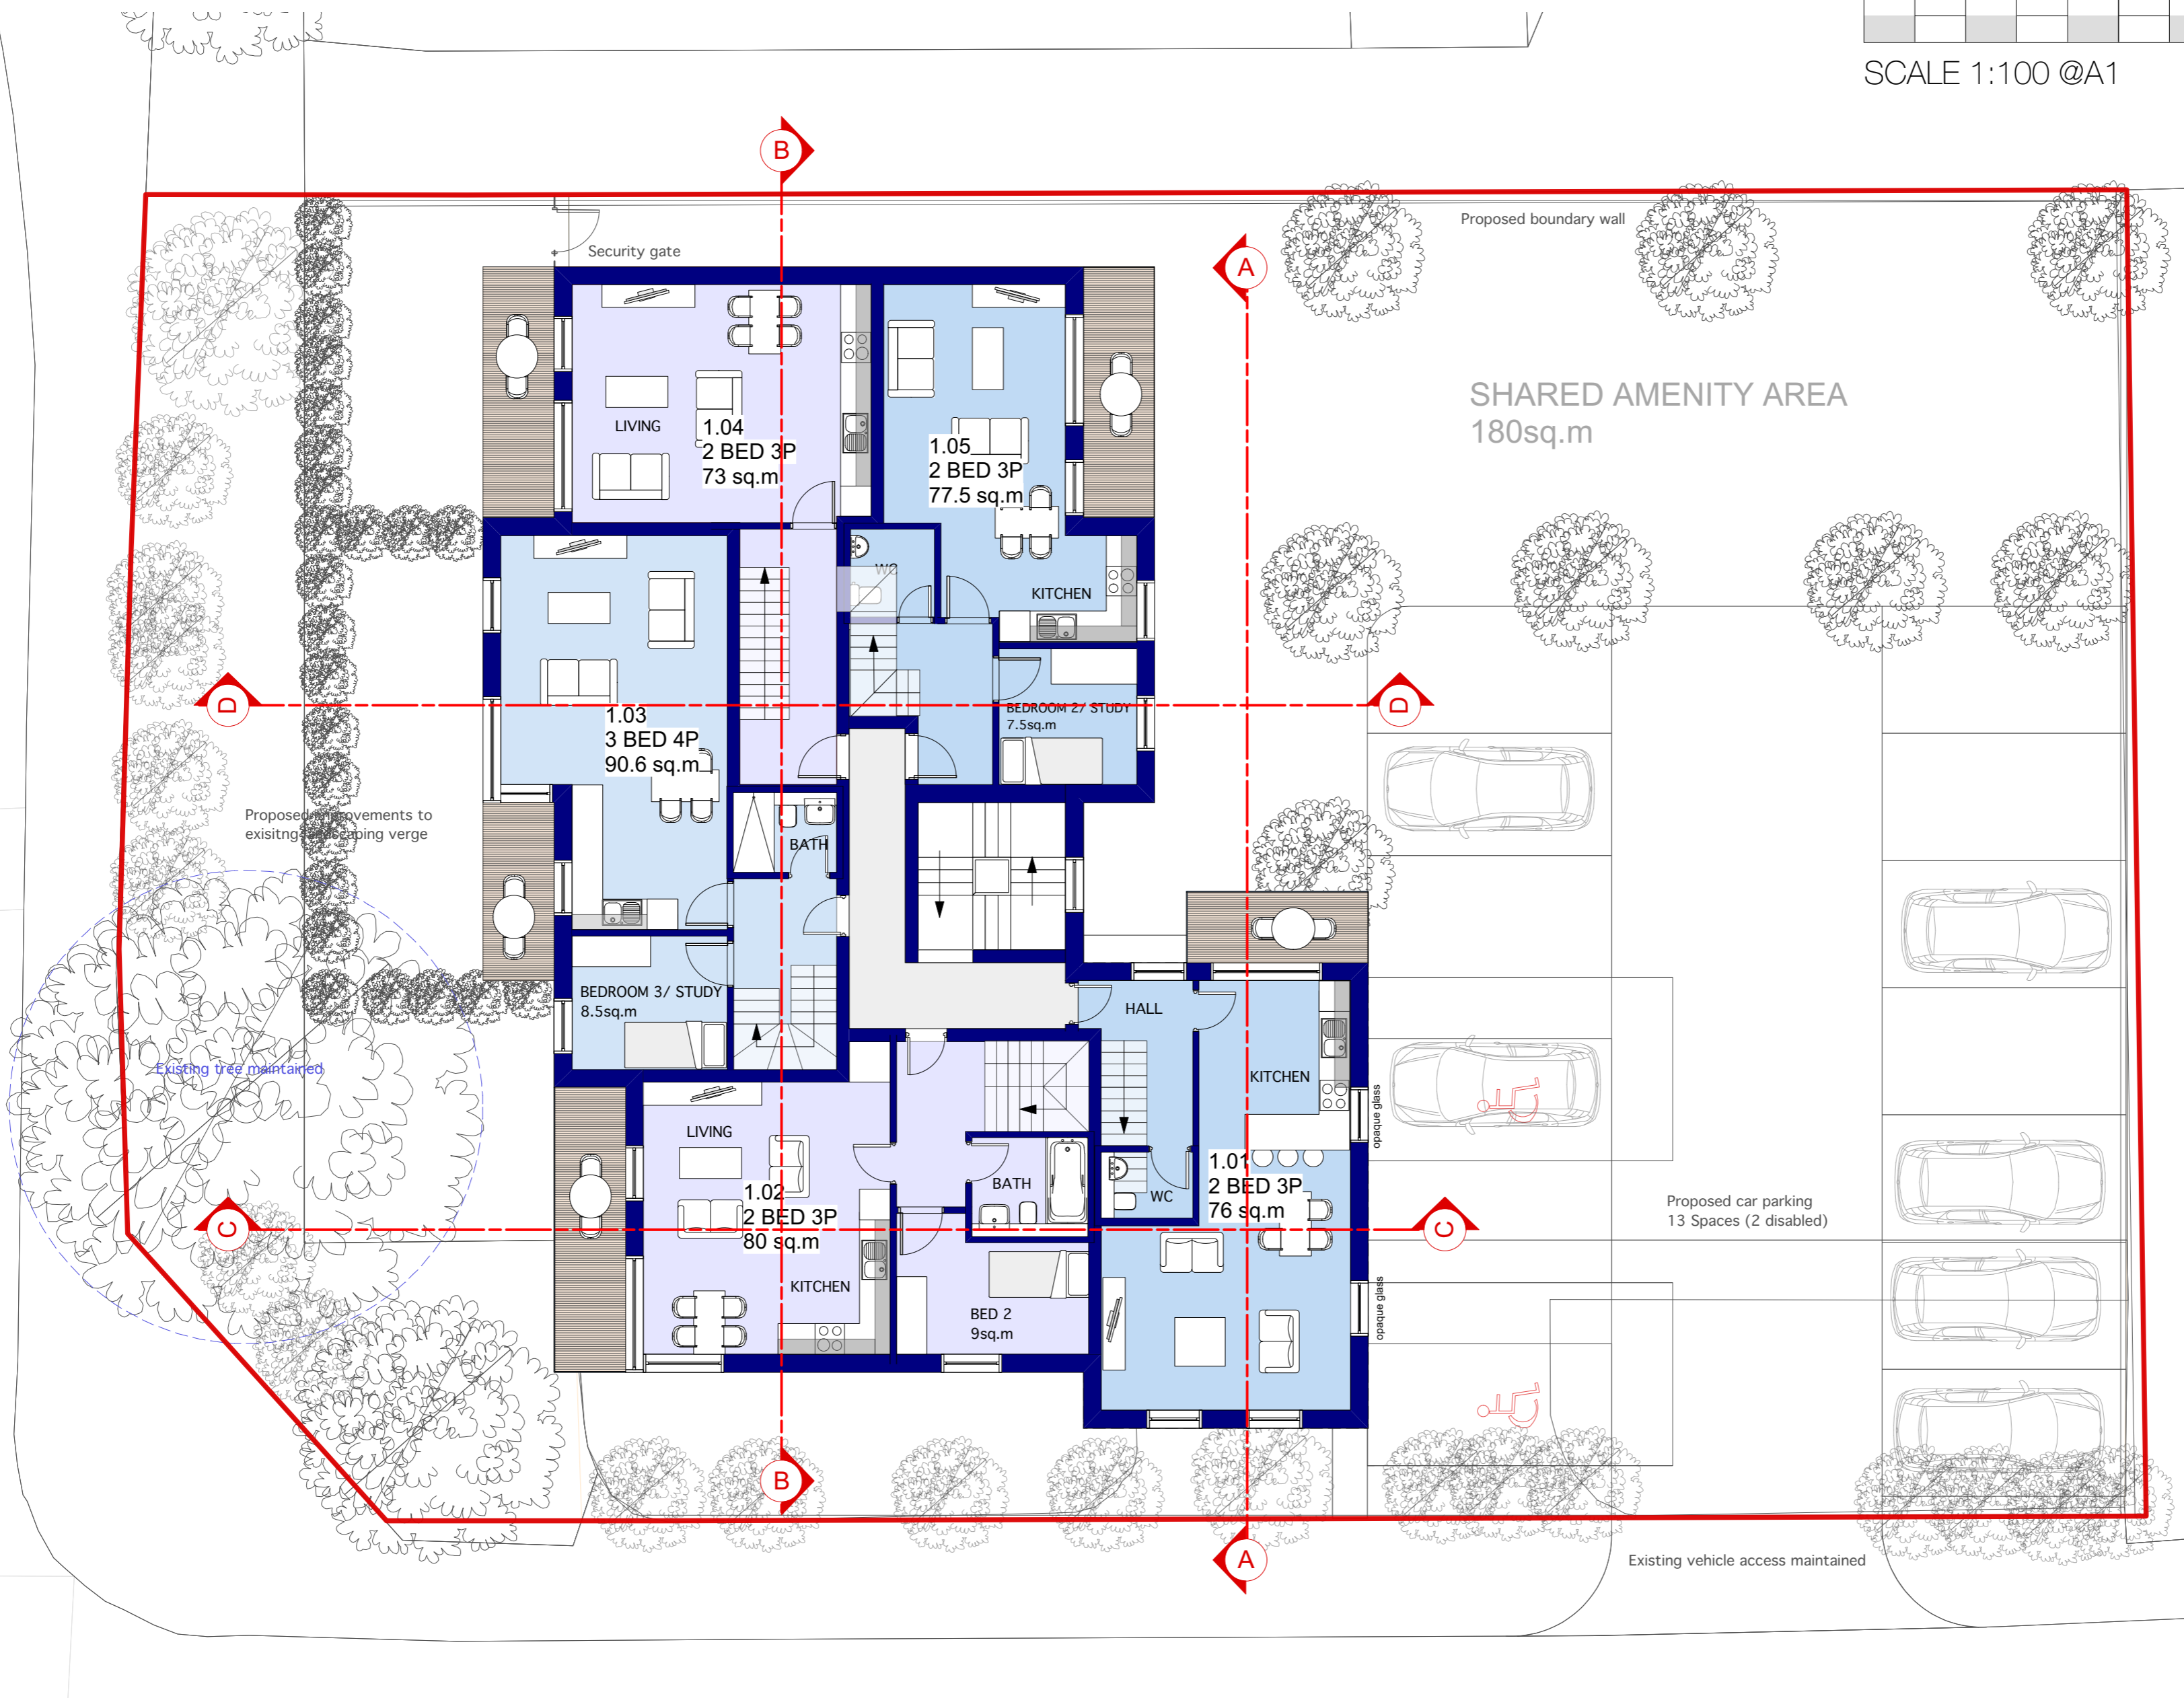 SCALE 1:100 @A1
B
A
Proposed boundary wall
Security gate
SHARED AMENITY AREA
180sq.m
LIVING
1.04
2 BED 3P
73 sq.m
1.05
2 BED 3P
77.5 sq.m
WC
KITCHEN
D
D
BEDROOM 2/ STUDY
7.5sq.m
1.03
3 BED 4P
90.6 sq.m
Proposed improvements to
exisitng landscaping verge
BATH
BEDROOM 3/ STUDY
8.5sq.m
HALL
Existing tree maintained
KITCHEN
opaque glass
LIVING
1.01
2 BED 3P
76 sq.m
BATH
WC
1.02
2 BED 3P
80 sq.m
Proposed car parking
13 Spaces (2 disabled)
C
C
KITCHEN
BED 2
9sq.m
opaque glass
B
A
Existing vehicle access maintained